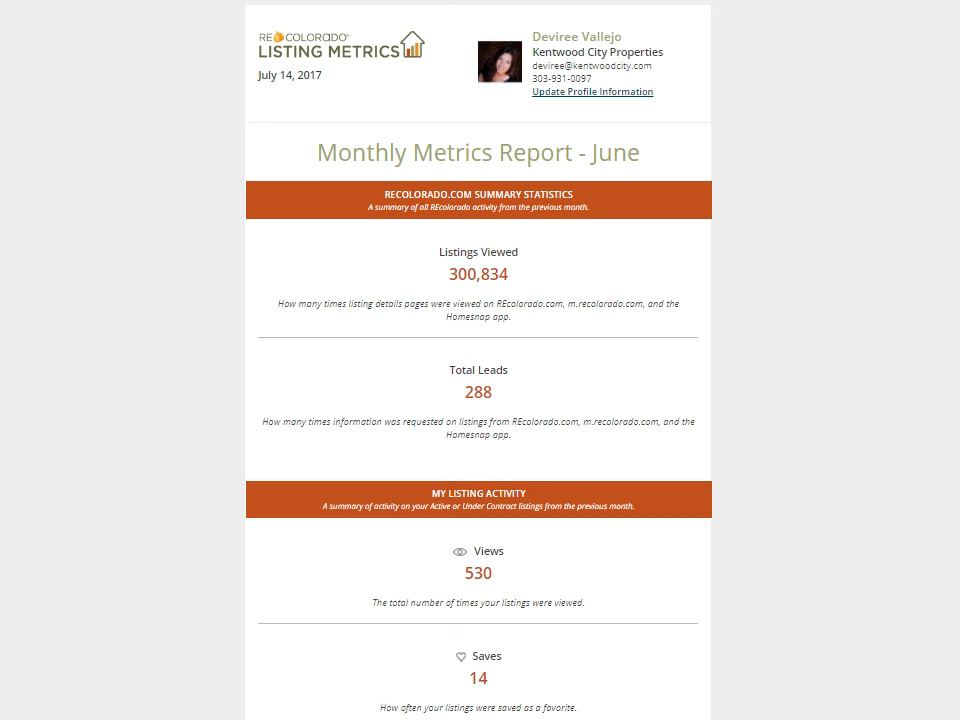 RECOLORADO®
LISTING METRICS
July 14, 2017
Deviree Vallejo
Kentwood City Properties
deviree@kentwoodcity.com
303-931-0097
Update Profile Information
Monthly Metrics Report - June
RECOLORADO.COM SUMMARY STATISTICS
A summary of all REcolorado activity from the previous month.
Listings Viewed
300,834
How many times listing details pages were viewed on REcolorado.com, m.recolorado.com, and the
Homesnap app.
Total Leads
288
How many times information was requested on listings from REcolorado.com, m.recolorado.com, and the
Homesnap app.
MY LISTING ACTIVITY
A summary of activity on your Active or Under Contract listings from the previous month.
Views
530
The total number of times your listings were viewed.
Saves
14
How often your listings were saved as a favorite.